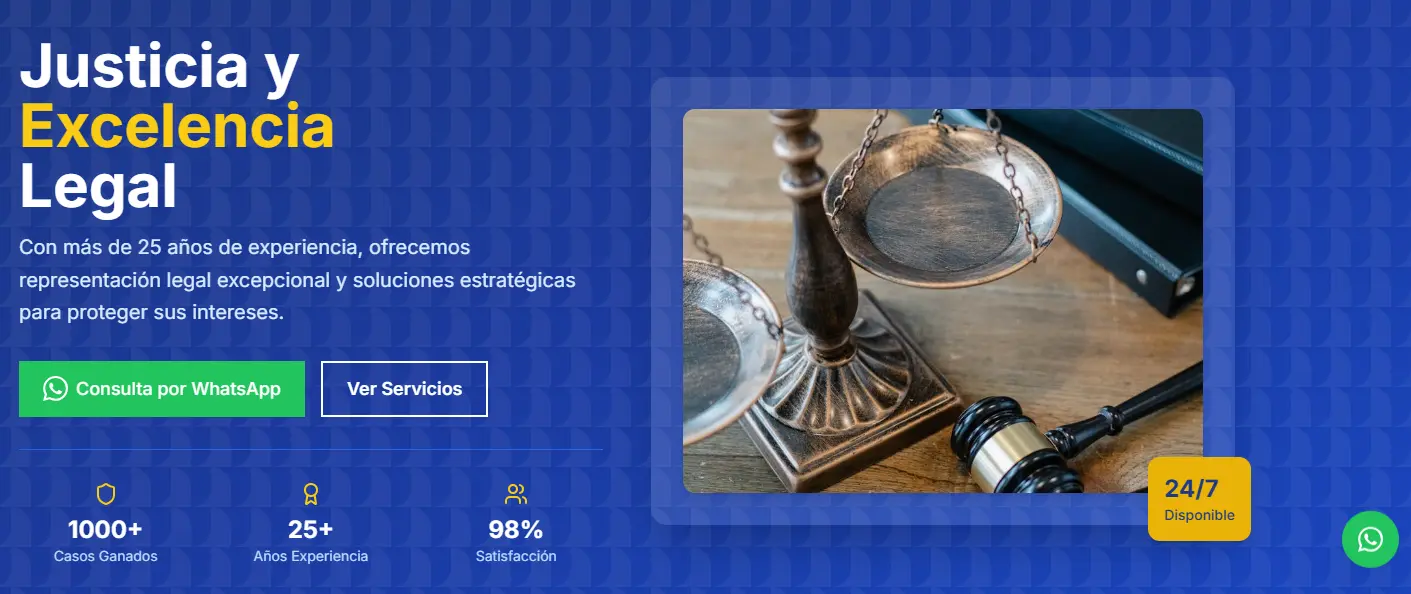 Justicia y
Excelencia
Legal
Con más de 25 años de experiencia, ofrecemos
representación legal excepcional y soluciones estratégicas
para proteger sus intereses.
Consulta por WhatsApp
Ver Servicios
1000+
Casos Ganados
25+
Años Experiencia
98%
Satisfacción
24/7
Disponible